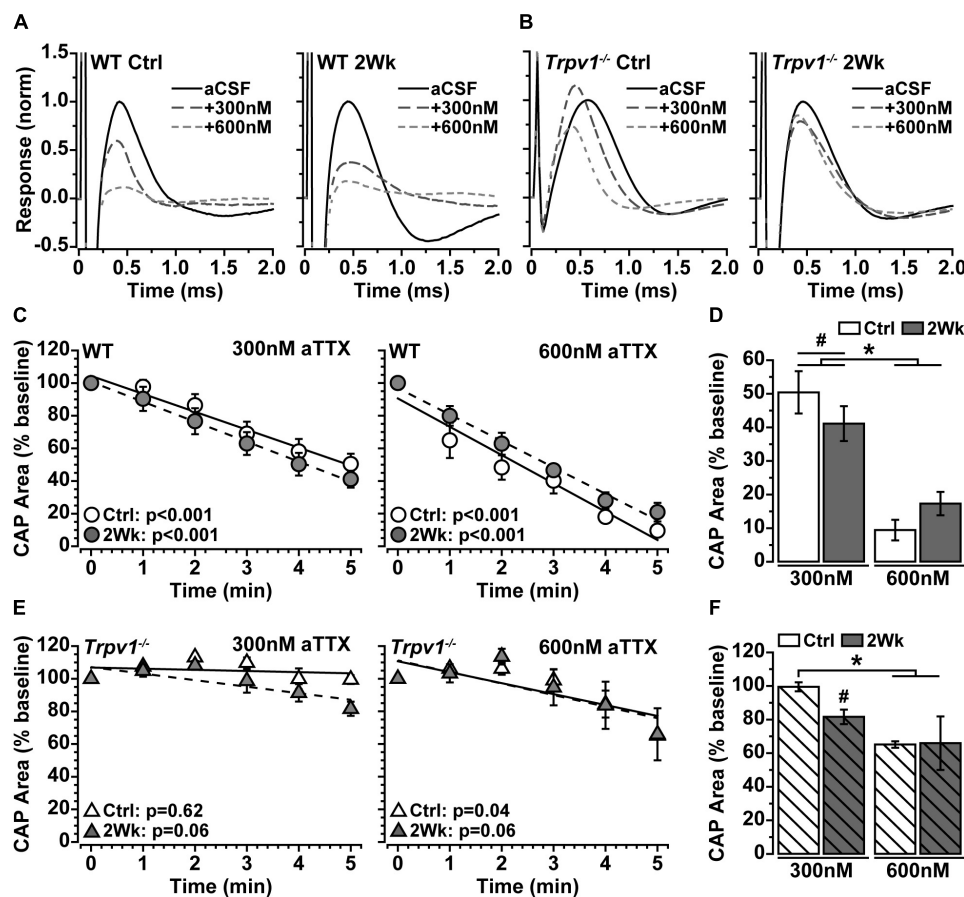 A
B
WT Ctrl
aCSF
+300nM
+600nM
WT 2Wk
aCSF
+300nM
+600nM
Trpv1-/- Ctrl
aCSF
+300nM
+600nM
Trpv1-/- 2Wk
aCSF
+300nM
+600nM
Response (norm)
1.5
1.0
0.5
0.0
-0.5
0 0.5 1.0 1.5 2.0
0 0.5 1.0 1.5 2.0
0 0.5 1.0 1.5 2.0
0 0.5 1.0 1.5 2.0
Time (ms)
Time (ms)
Time (ms)
Time (ms)
C
WT 300nM aTTX
CAP Area (% baseline)
120
100
80
60
40
20
0
Ctrl: p<0.001
2Wk: p<0.001
0 1 2 3 4 5
Time (min)
WT 600nM aTTX
Ctrl: p<0.001
2Wk: p<0.001
0 1 2 3 4 5
Time (min)
D
Ctrl 2Wk
# *
CAP Area (% baseline)
60
50
40
30
20
10
0
300nM 600nM
E
Trpv1-/- 300nM aTTX
CAP Area (% baseline)
120
100
80
60
40
20
0
Ctrl: p=0.62
2Wk: p=0.06
0 1 2 3 4 5
Time (min)
Trpv1-/- 600nM aTTX
Ctrl: p=0.04
2Wk: p=0.06
0 1 2 3 4 5
Time (min)
F
Ctrl 2Wk
*
#
CAP Area (% baseline)
120
100
80
60
40
20
0
300nM 600nM